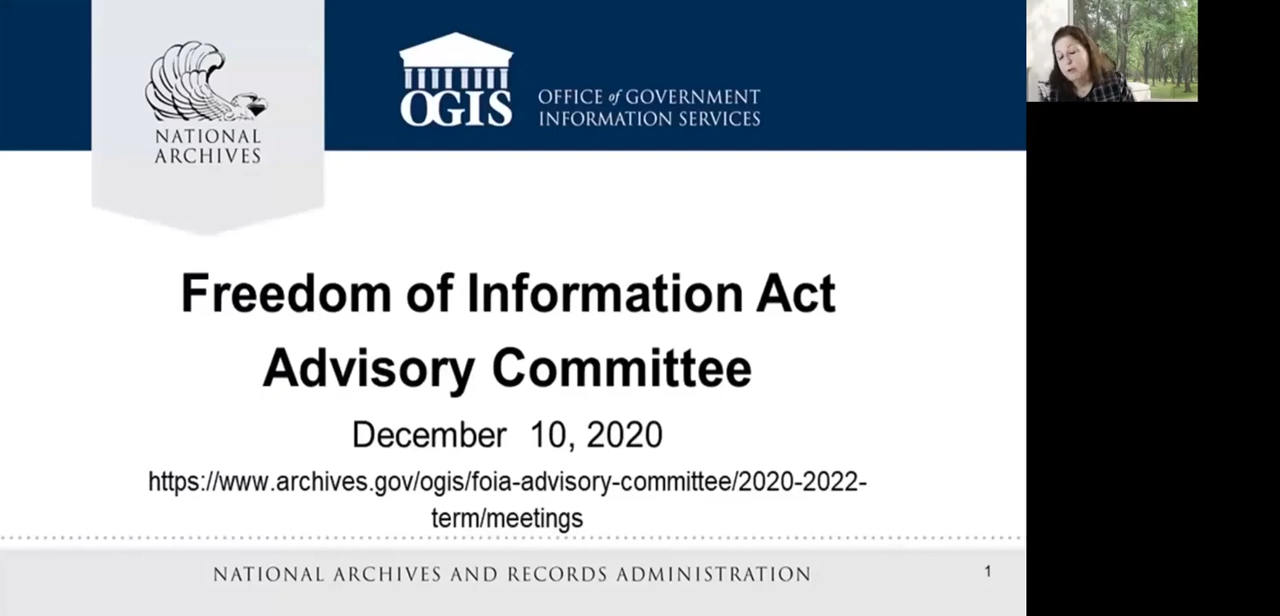 NATIONAL
ARCHIVES
OGIS
OFFICE of GOVERNMENT
INFORMATION SERVICES
Freedom of Information Act
Advisory Committee
December 10, 2020
https://www.archives.gov/ogis/foia-advisory-committee/2020-2022-
term/meetings
NATIONAL ARCHIVES AND RECORDS ADMINISTRATION
1